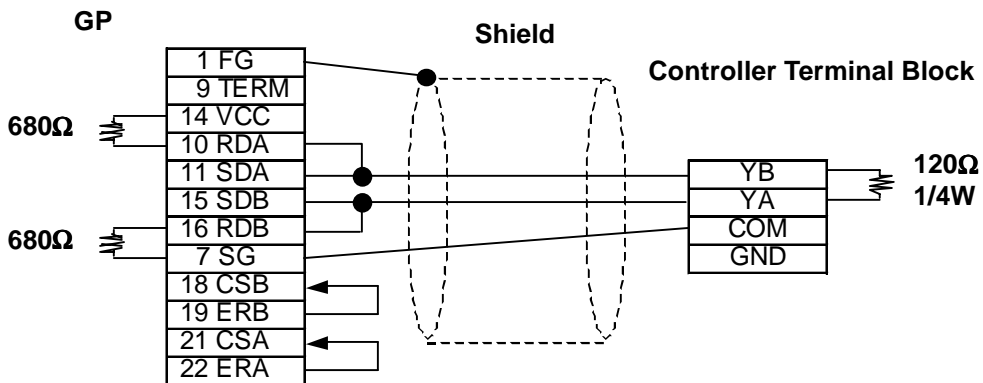 GP
Shield
Controller Terminal Block
1 FG
9 TERM
14 VCC
10 RDA
11 SDA
15 SDB
16 RDB
7 SG
18 CSB
19 ERB
21 CSA
22 ERA
680Ω
680Ω
YB
YA
COM
GND
120Ω
1/4W